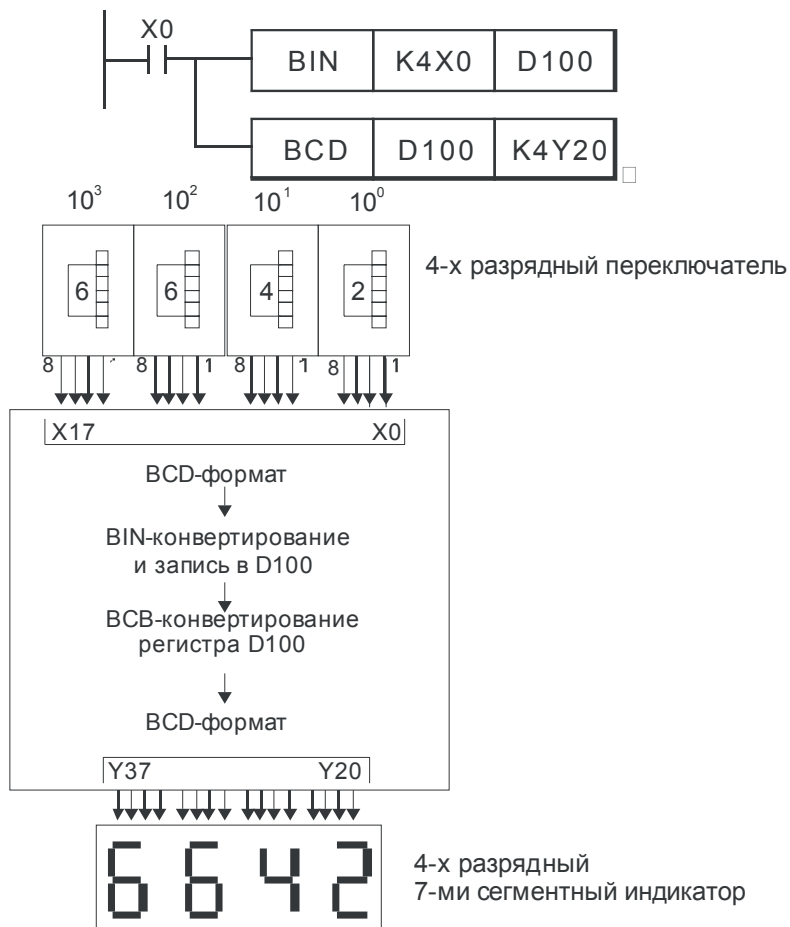 X0
BIN K4X0 D100
BCD D100 K4Y20
10³ 10² 10¹ 10⁰
6 6 4 2
4-х разрядный переключатель
8 8 1 8 1 8 1
X17 X0
BCD-формат
BIN-конвертирование
и запись в D100
BCB-конвертирование
регистра D100
BCD-формат
Y37 Y20
6642
4-х разрядный
7-ми сегментный индикатор